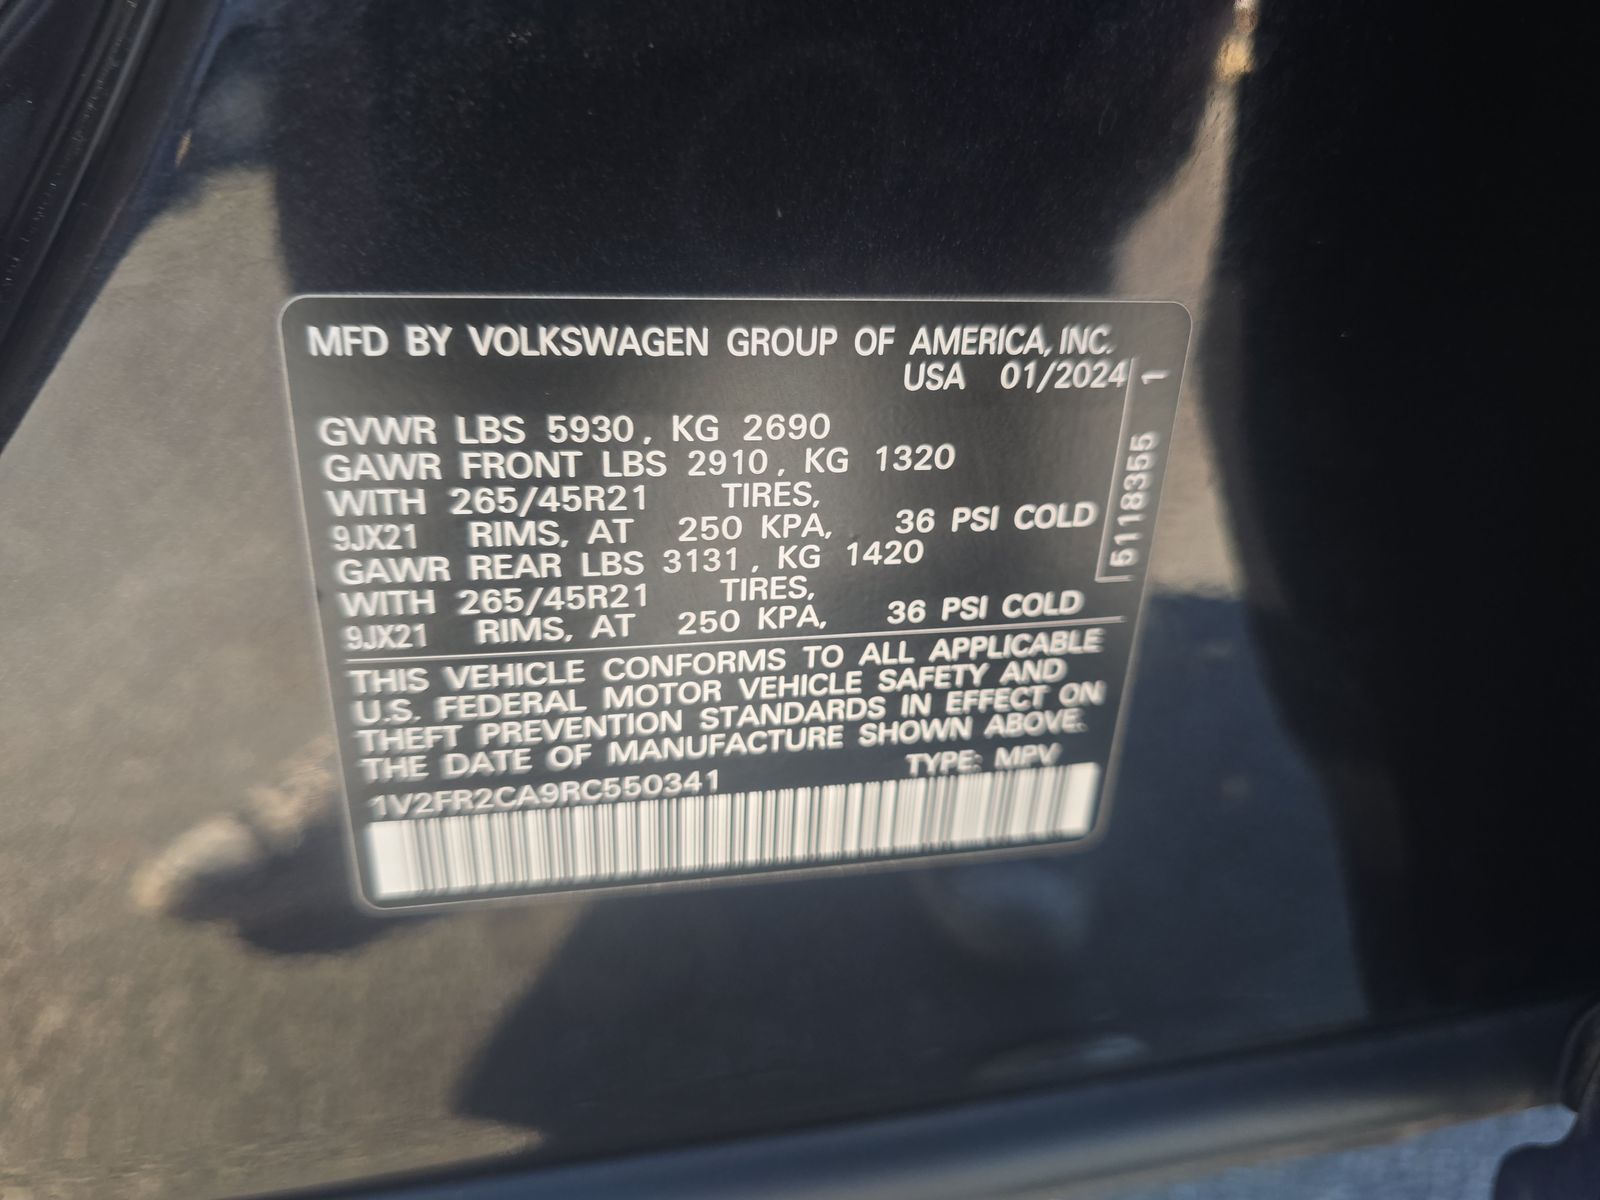 MFD BY VOLKSWAGEN GROUP OF AMERICA, INC.
USA 01/2024
GVWR LBS 5930, KG 2690
GAWR FRONT LBS 2910, KG 1320
WITH 265/45R21 TIRES,
9JX21 RIMS, AT 250 KPA, 36 PSI COLD
GAWR REAR LBS 3131, KG 1420
WITH 265/45R21 TIRES,
9JX21 RIMS, AT 250 KPA, 36 PSI COLD
THIS VEHICLE CONFORMS TO ALL APPLICABLE
U.S. FEDERAL MOTOR VEHICLE SAFETY AND
THEFT PREVENTION STANDARDS IN EFFECT ON
THE DATE OF MANUFACTURE SHOWN ABOVE.
1V2FR2CA9RC550341 TYPE: MPV
5118355 1